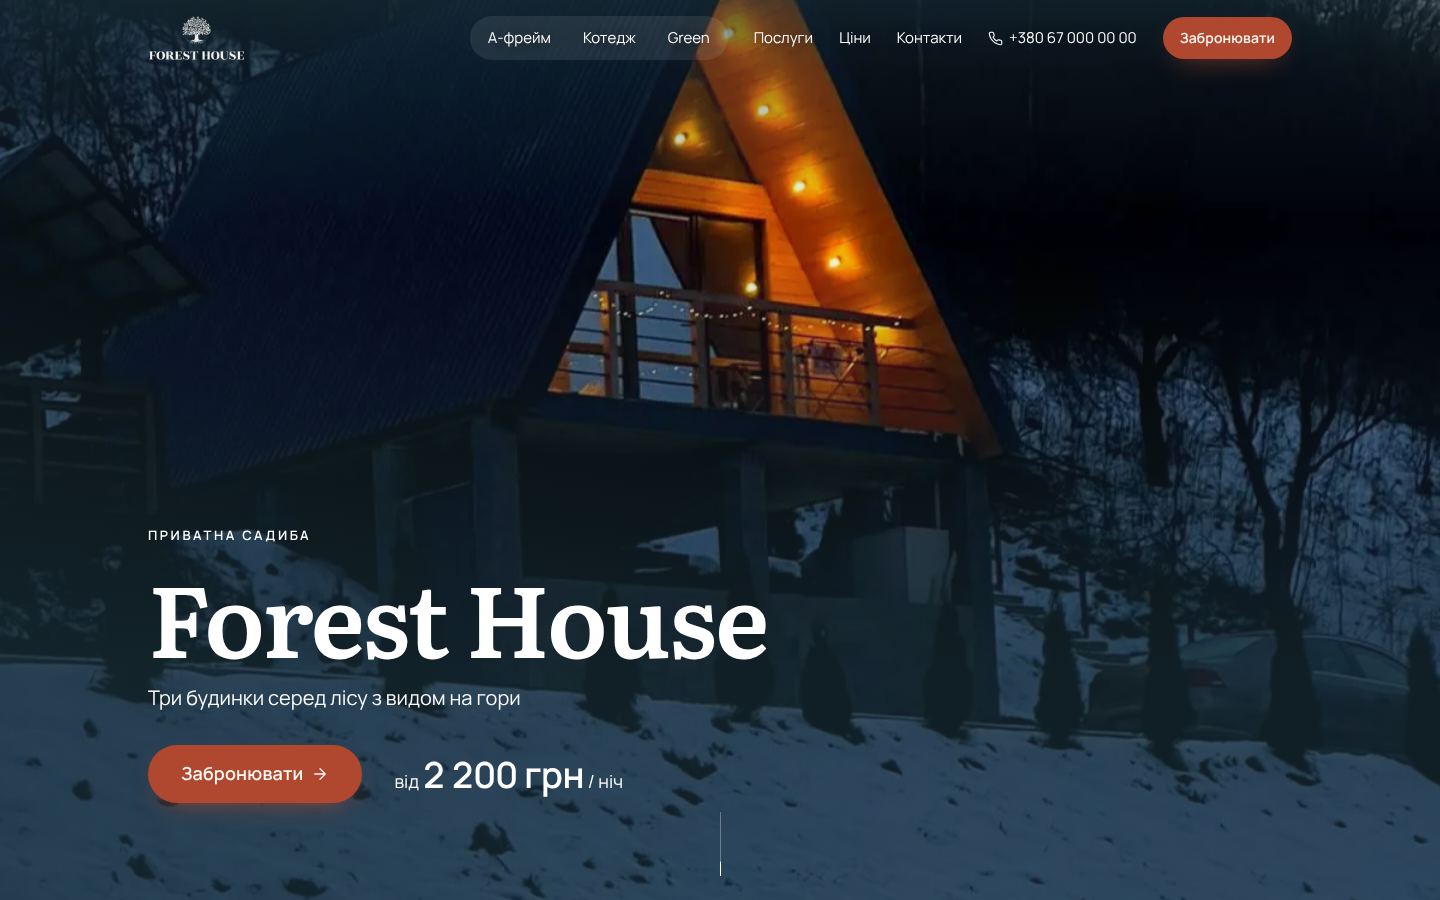 FOREST HOUSE
А-фрейм Котедж Green Послуги Ціни Контакти +380 67 000 00 00 Забронювати
ПРИВАТНА САДИБА
Forest House
Три будинки серед лісу з видом на гори
Забронювати → від 2 200 грн / ніч